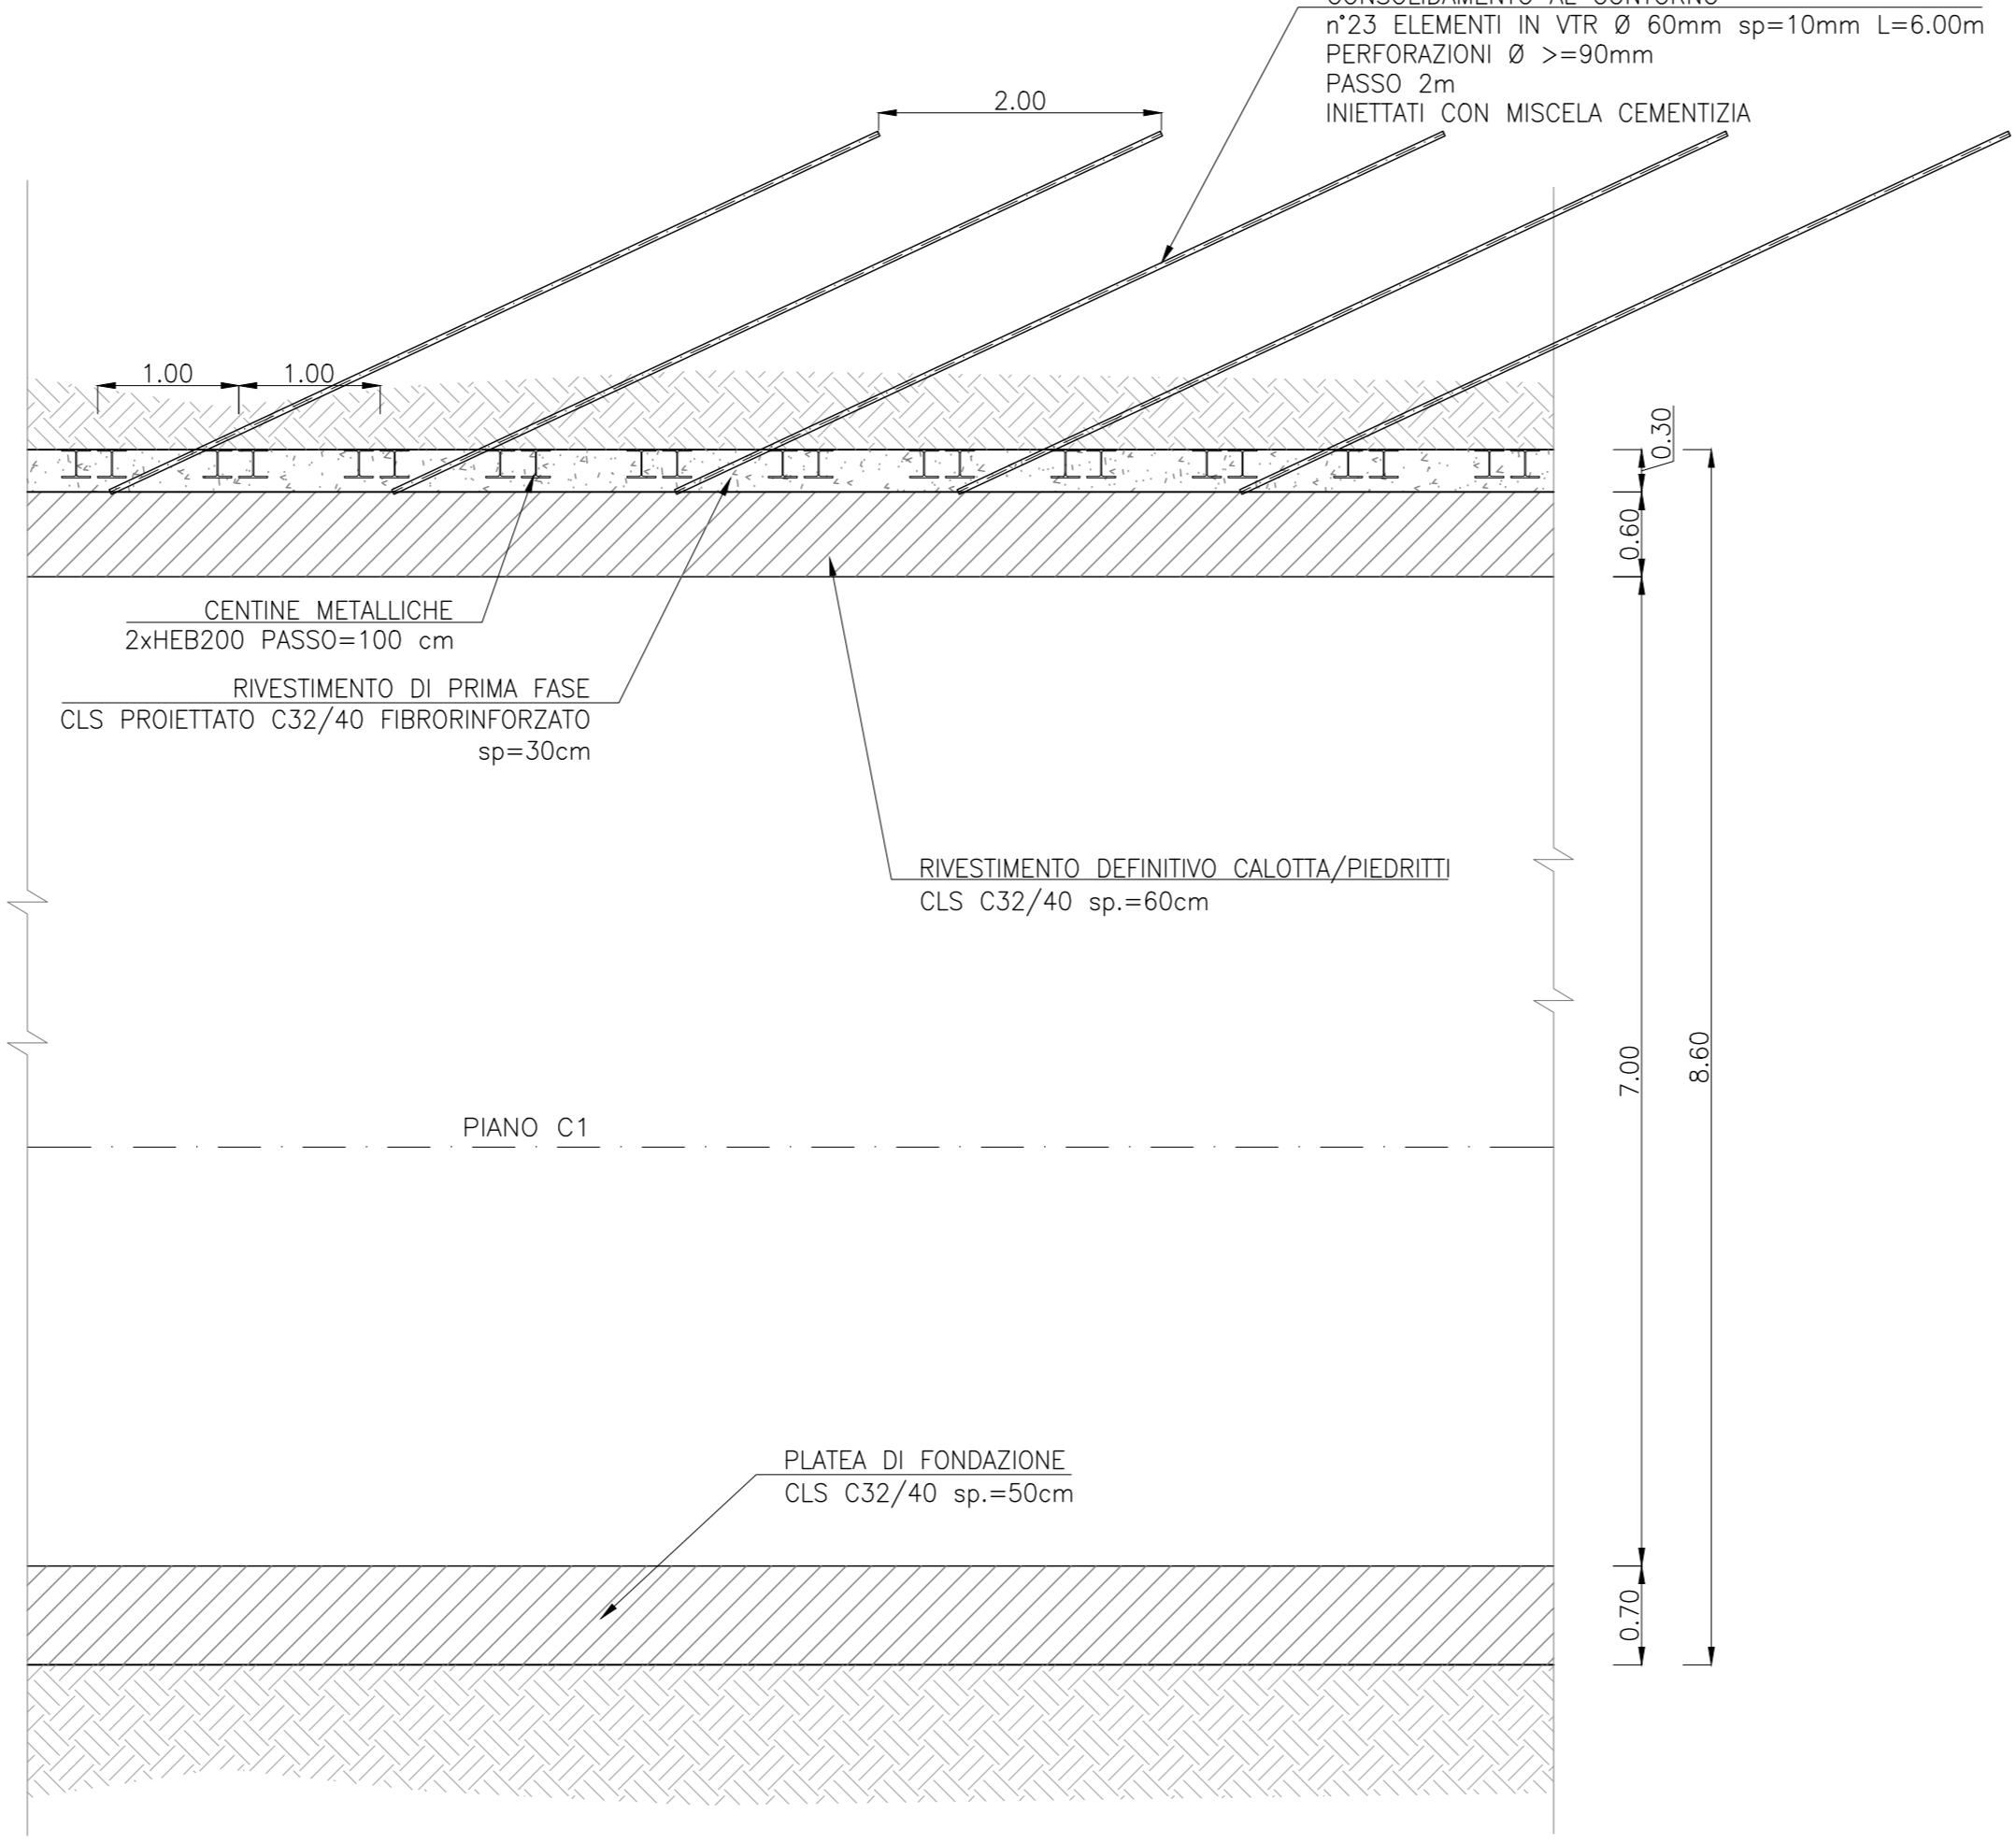 CONSOLIDAMENTO AL CONTORNO
n°23 ELEMENTI IN VTR Ø 60mm sp=10mm L=6.00m
PERFORAZIONI Ø >=90mm
PASSO 2m
INIETTATI CON MISCELA CEMENTIZIA
2.00
1.00
1.00
0.30
0.60
CENTINE METALLICHE
2xHEB200 PASSO=100 cm
RIVESTIMENTO DI PRIMA FASE
CLS PROIETTATO C32/40 FIBRORINFORZATO
sp=30cm
RIVESTIMENTO DEFINITIVO CALOTTA/PIEDRITTI
CLS C32/40 sp.=60cm
7.00
8.60
PIANO C1
PLATEA DI FONDAZIONE
CLS C32/40 sp.=50cm
0.70